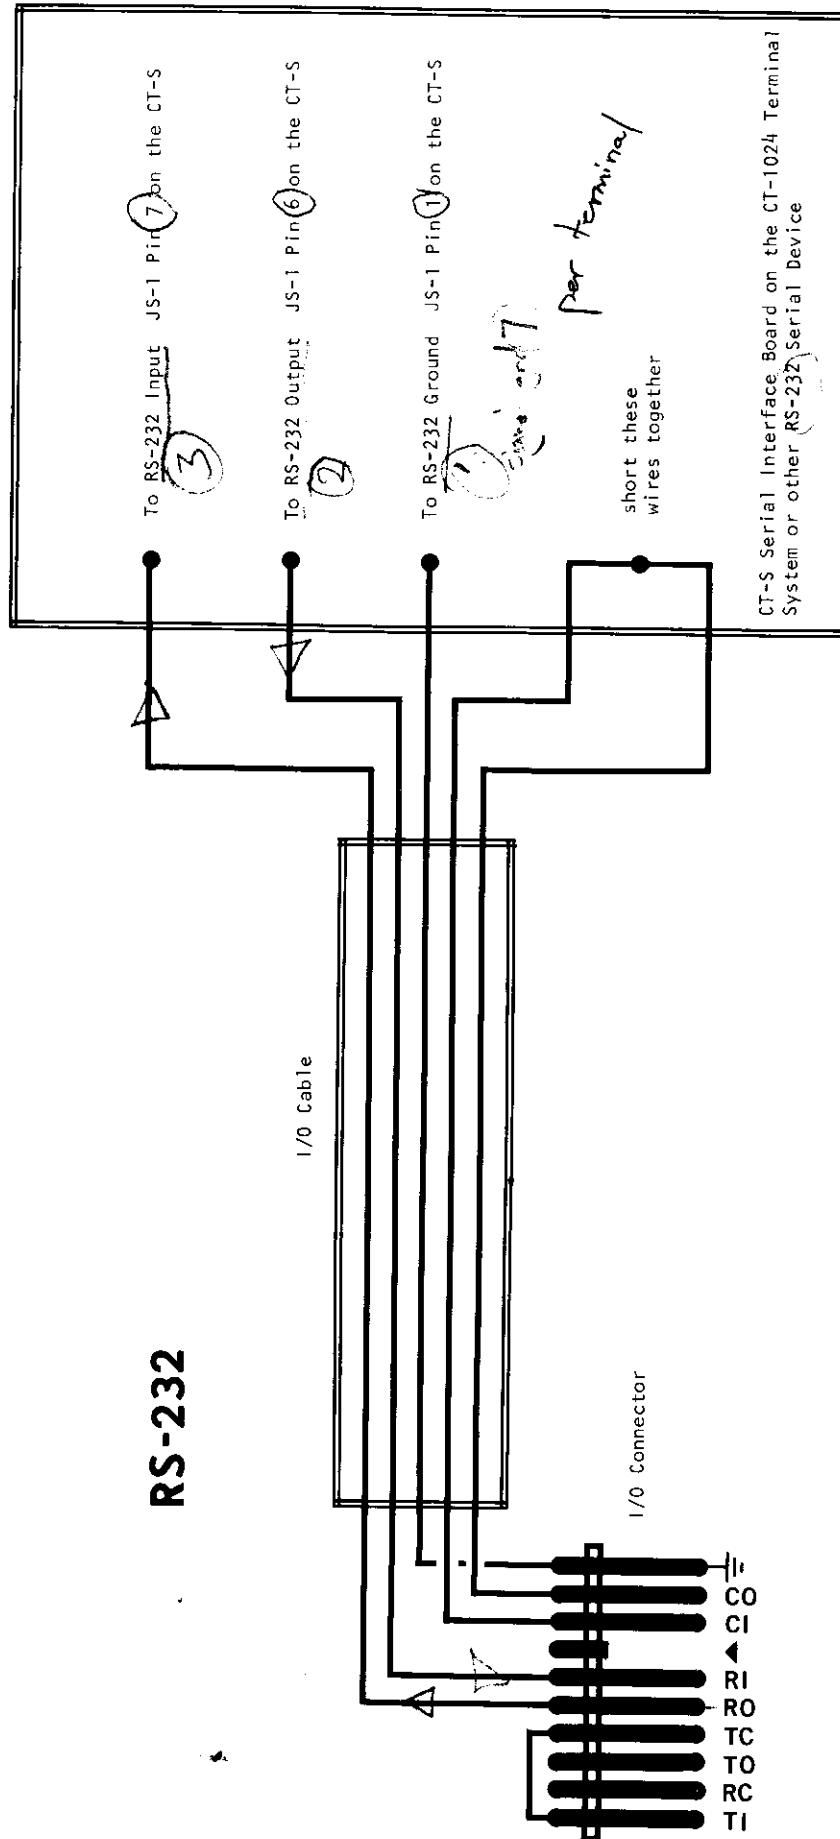 RS-232
I/O Cable
I/O Connector
CO
CI
RI
RO
TC
TO
RC
TI
To RS-232 Input JS-1 Pin 7 on the CT-S
3
To RS-232 Output JS-1 Pin 6 on the CT-S
2
To RS-232 Ground JS-1 Pin 1 on the CT-S
1 and 7
per terminal
short these
wires together
CT-S Serial Interface Board on the CT-1024 Terminal
System or other RS-232 Serial Device